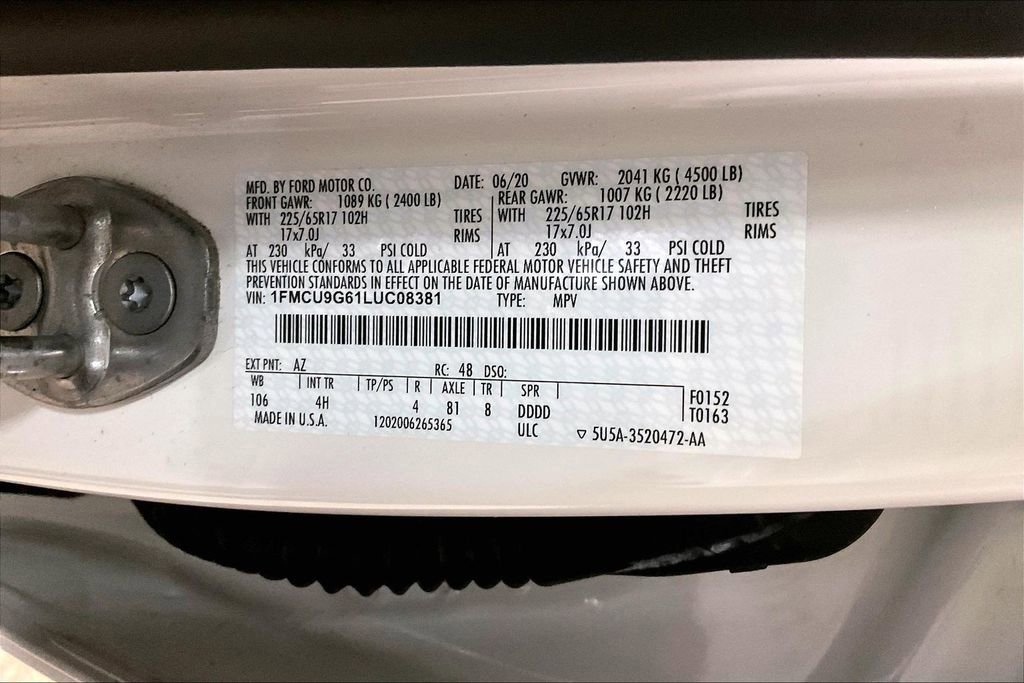 MFD. BY FORD MOTOR CO. DATE: 06/20 GVWR: 2041 KG ( 4500 LB)
FRONT GAWR: 1089 KG ( 2400 LB) REAR GAWR: 1007 KG ( 2220 LB)
WITH 225/65R17 102H TIRES WITH 225/65R17 102H TIRES
17x7.0J RIMS 17x7.0J RIMS
AT 230 kPa/ 33 PSI COLD AT 230 kPa/ 33 PSI COLD
THIS VEHICLE CONFORMS TO ALL APPLICABLE FEDERAL MOTOR VEHICLE SAFETY AND THEFT
PREVENTION STANDARDS IN EFFECT ON THE DATE OF MANUFACTURE SHOWN ABOVE.
VIN: 1FMCU9G61LUC08381 TYPE: MPV
EXT PNT: AZ RC: 48 DSO:
WB INT TR TP/PS R AXLE TR SPR F0152
106 4H 4 81 8 DDDD T0163
MADE IN U.S.A. 1202006265365 ULC ▽ 5U5A-3520472-AA